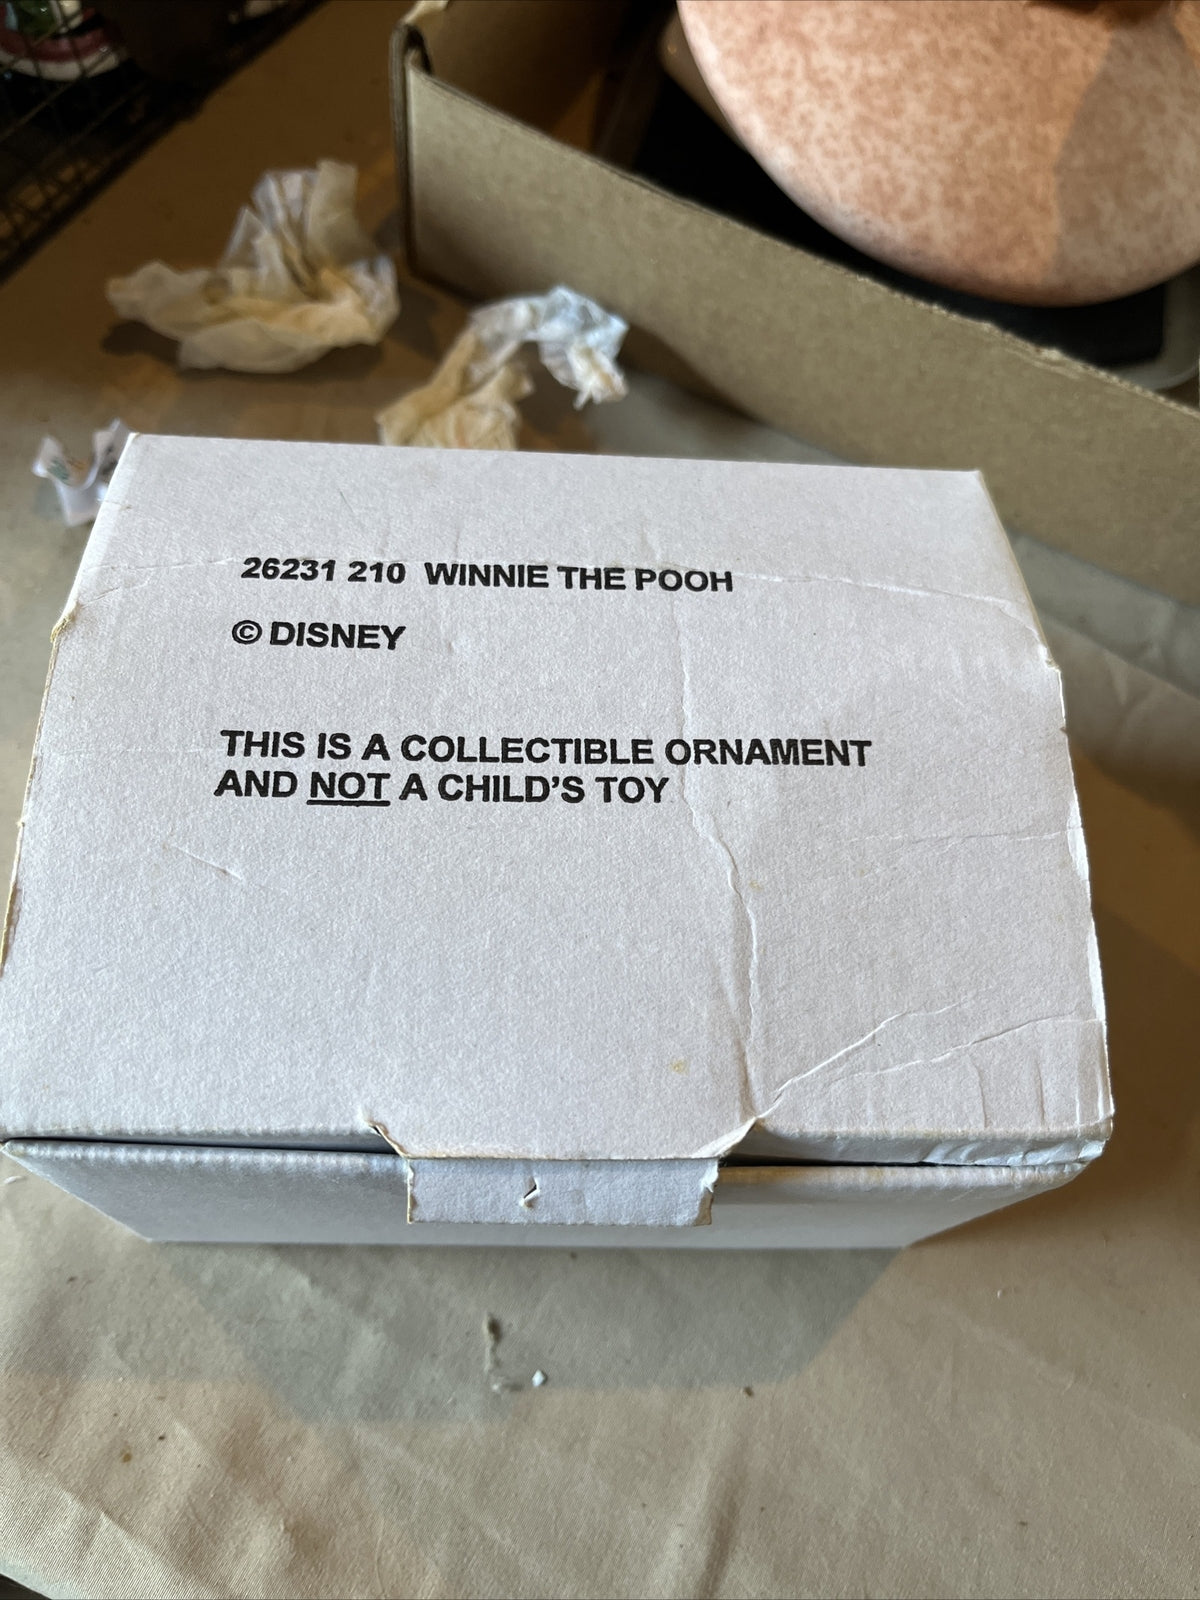 26231 210 WINNIE THE POOH
© DISNEY
THIS IS A COLLECTIBLE ORNAMENT
AND NOT A CHILD'S TOY